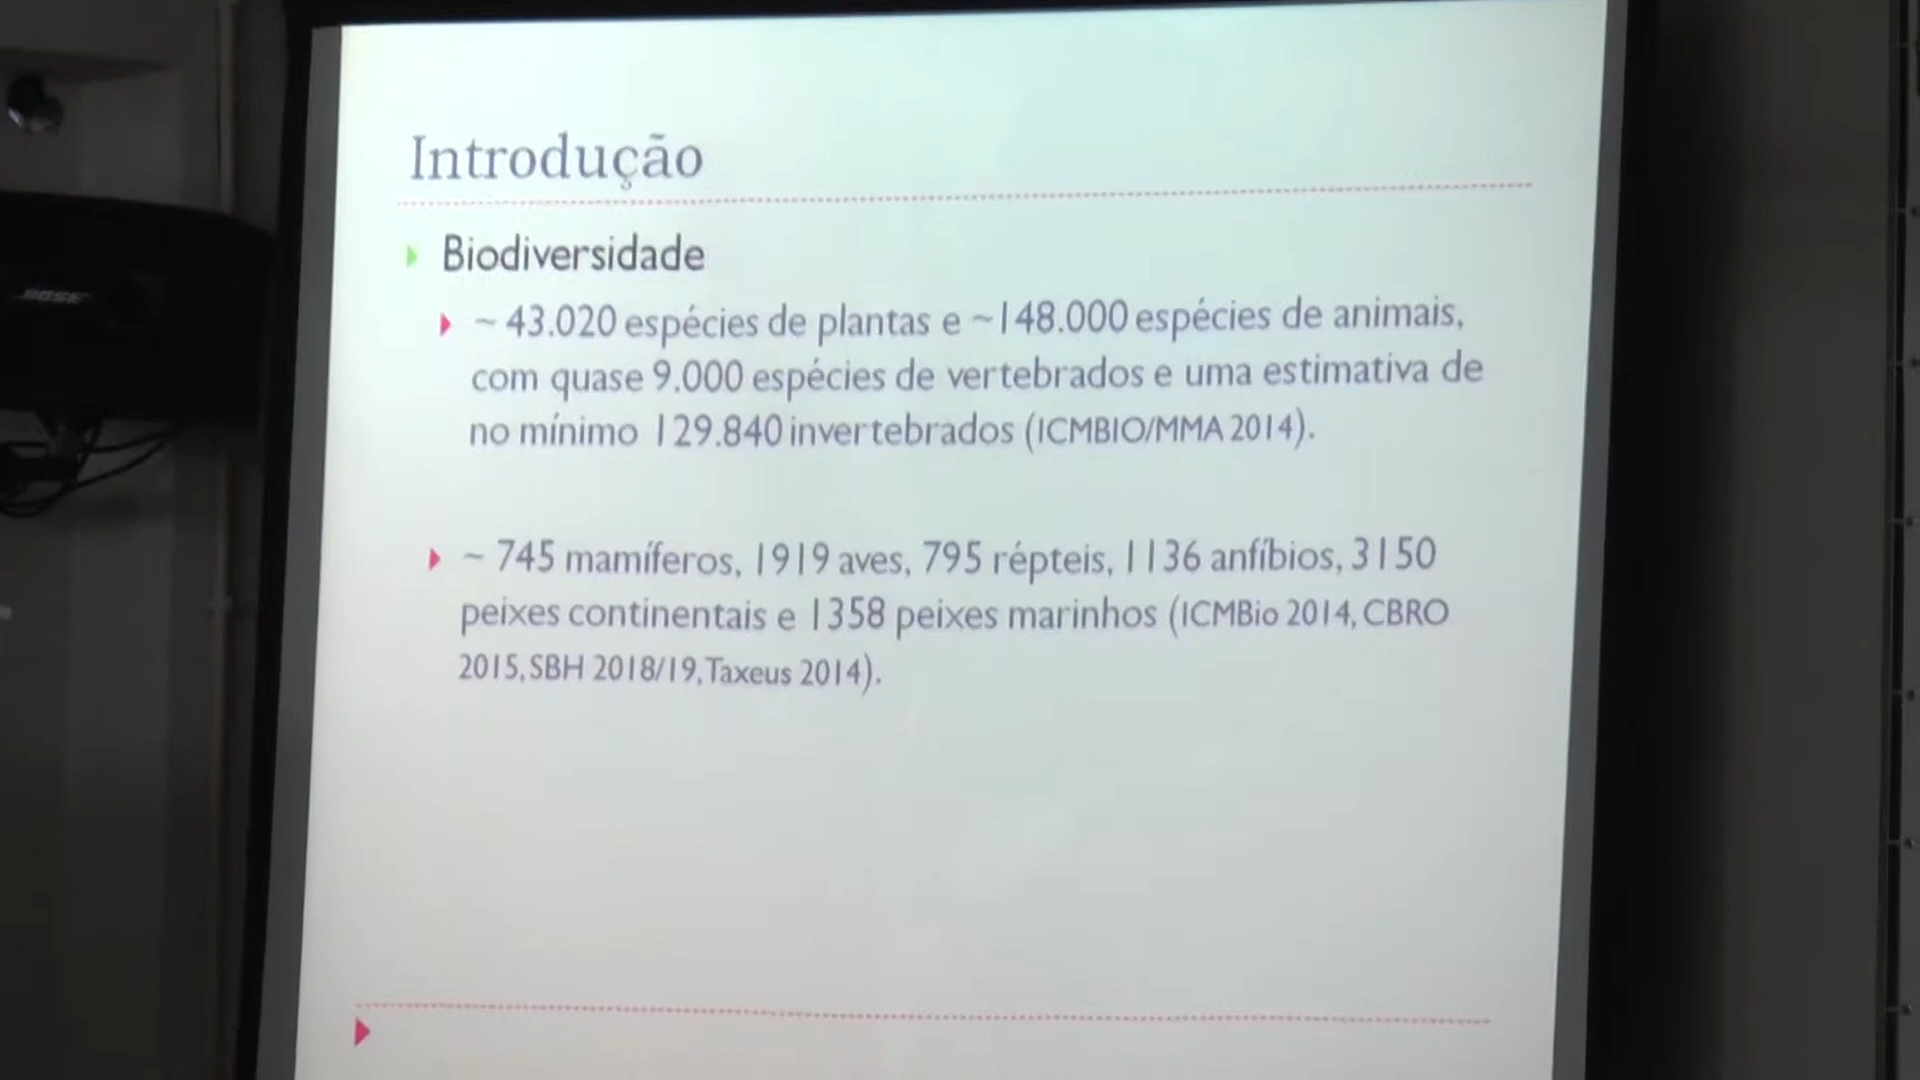 Introdução
Biodiversidade
~ 43.020 espécies de plantas e ~148.000 espécies de animais,
com quase 9.000 espécies de vertebrados e uma estimativa de
no mínimo 129.840 invertebrados (ICMBIO/MMA 2014).
~ 745 mamíferos, 1919 aves, 795 répteis, 1136 anfíbios, 3150
peixes continentais e 1358 peixes marinhos (ICMBio 2014, CBRO
2015, SBH 2018/19, Taxeus 2014).
BOSE